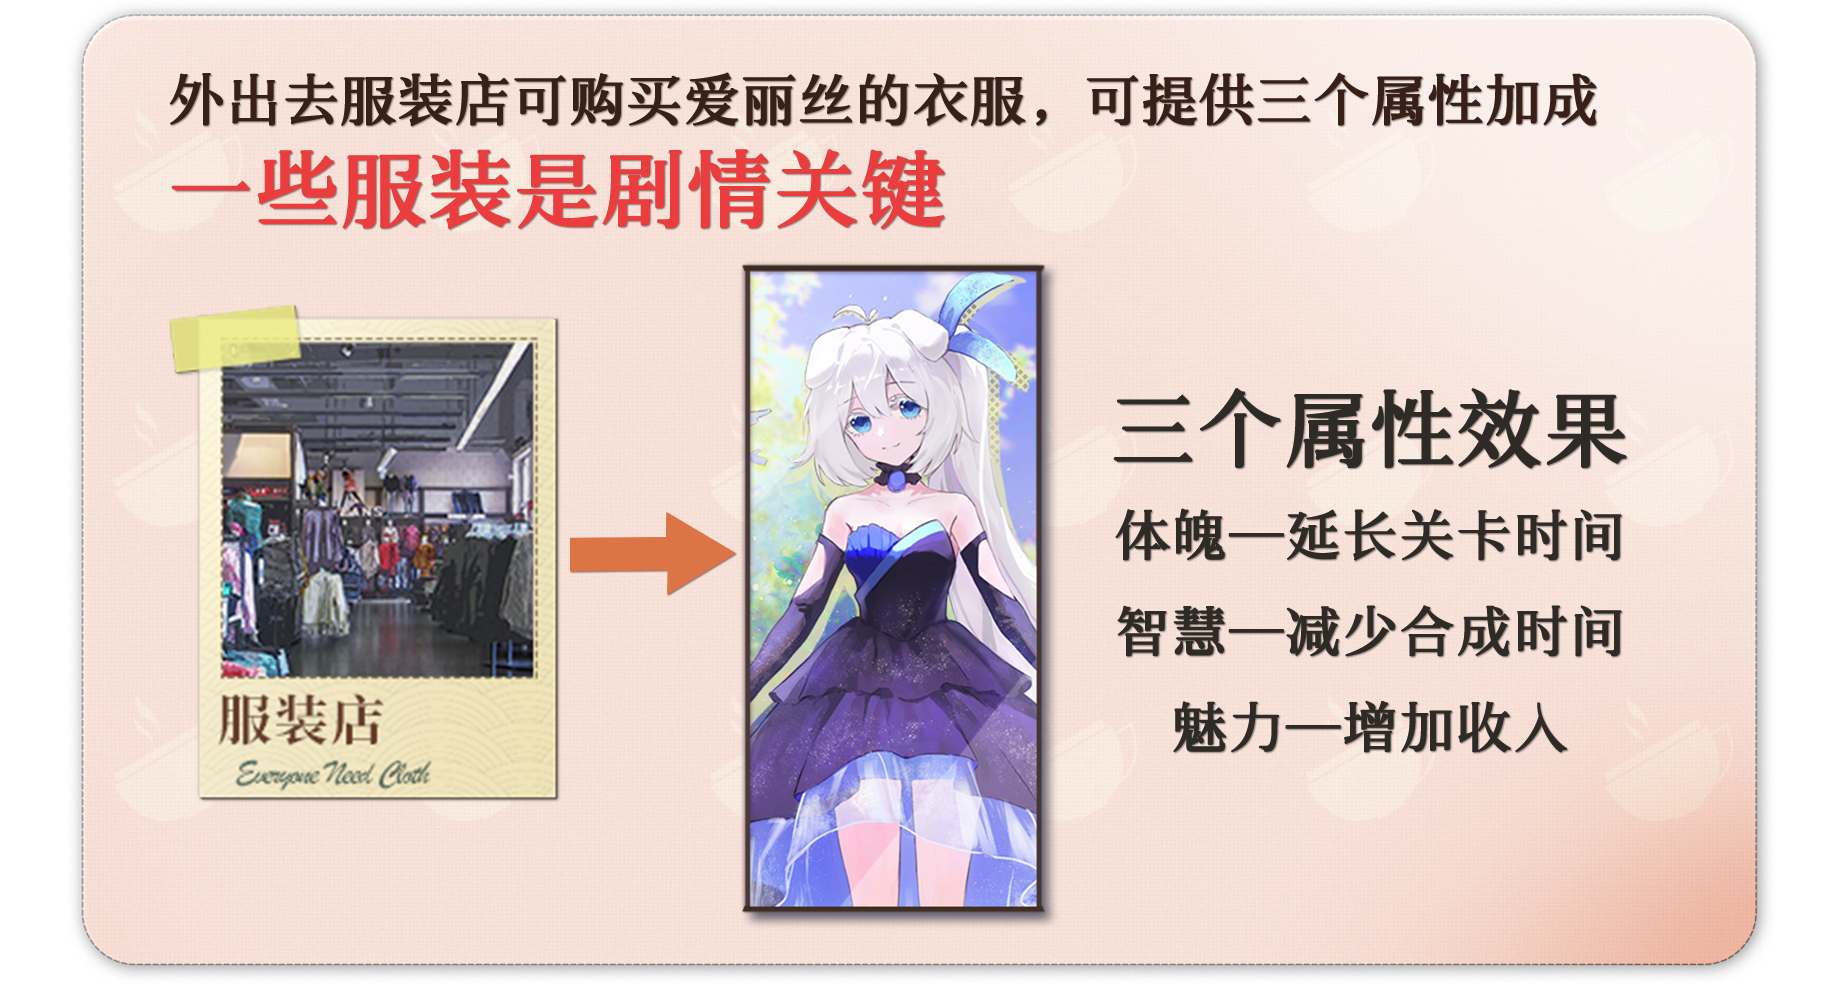 外出去服装店可购买爱丽丝的衣服，可提供三个属性加成
一些服装是剧情关键
服装店
Everyone Need Cloth
三个属性效果
体魄—延长关卡时间
智慧—减少合成时间
魅力—增加收入